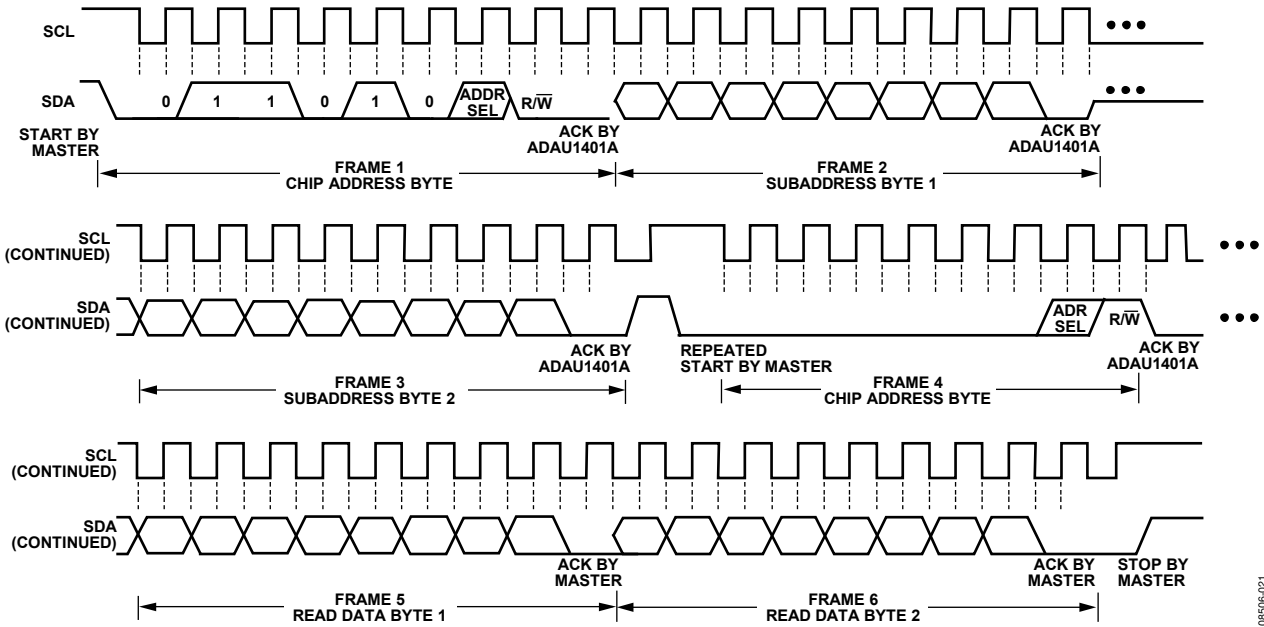 SCL
SDA
0 1 1 0 1 0 ADDR SEL R/W̅
START BY
MASTER
ACK BY
ADAU1401A
ACK BY
ADAU1401A
FRAME 1
CHIP ADDRESS BYTE
FRAME 2
SUBADDRESS BYTE 1
SCL
(CONTINUED)
SDA
(CONTINUED)
ADR
SEL
R/W̅
ACK BY
ADAU1401A
REPEATED
START BY MASTER
ACK BY
ADAU1401A
FRAME 3
SUBADDRESS BYTE 2
FRAME 4
CHIP ADDRESS BYTE
SCL
(CONTINUED)
SDA
(CONTINUED)
ACK BY
MASTER
ACK BY
MASTER
STOP BY
MASTER
FRAME 5
READ DATA BYTE 1
FRAME 6
READ DATA BYTE 2
08506-021